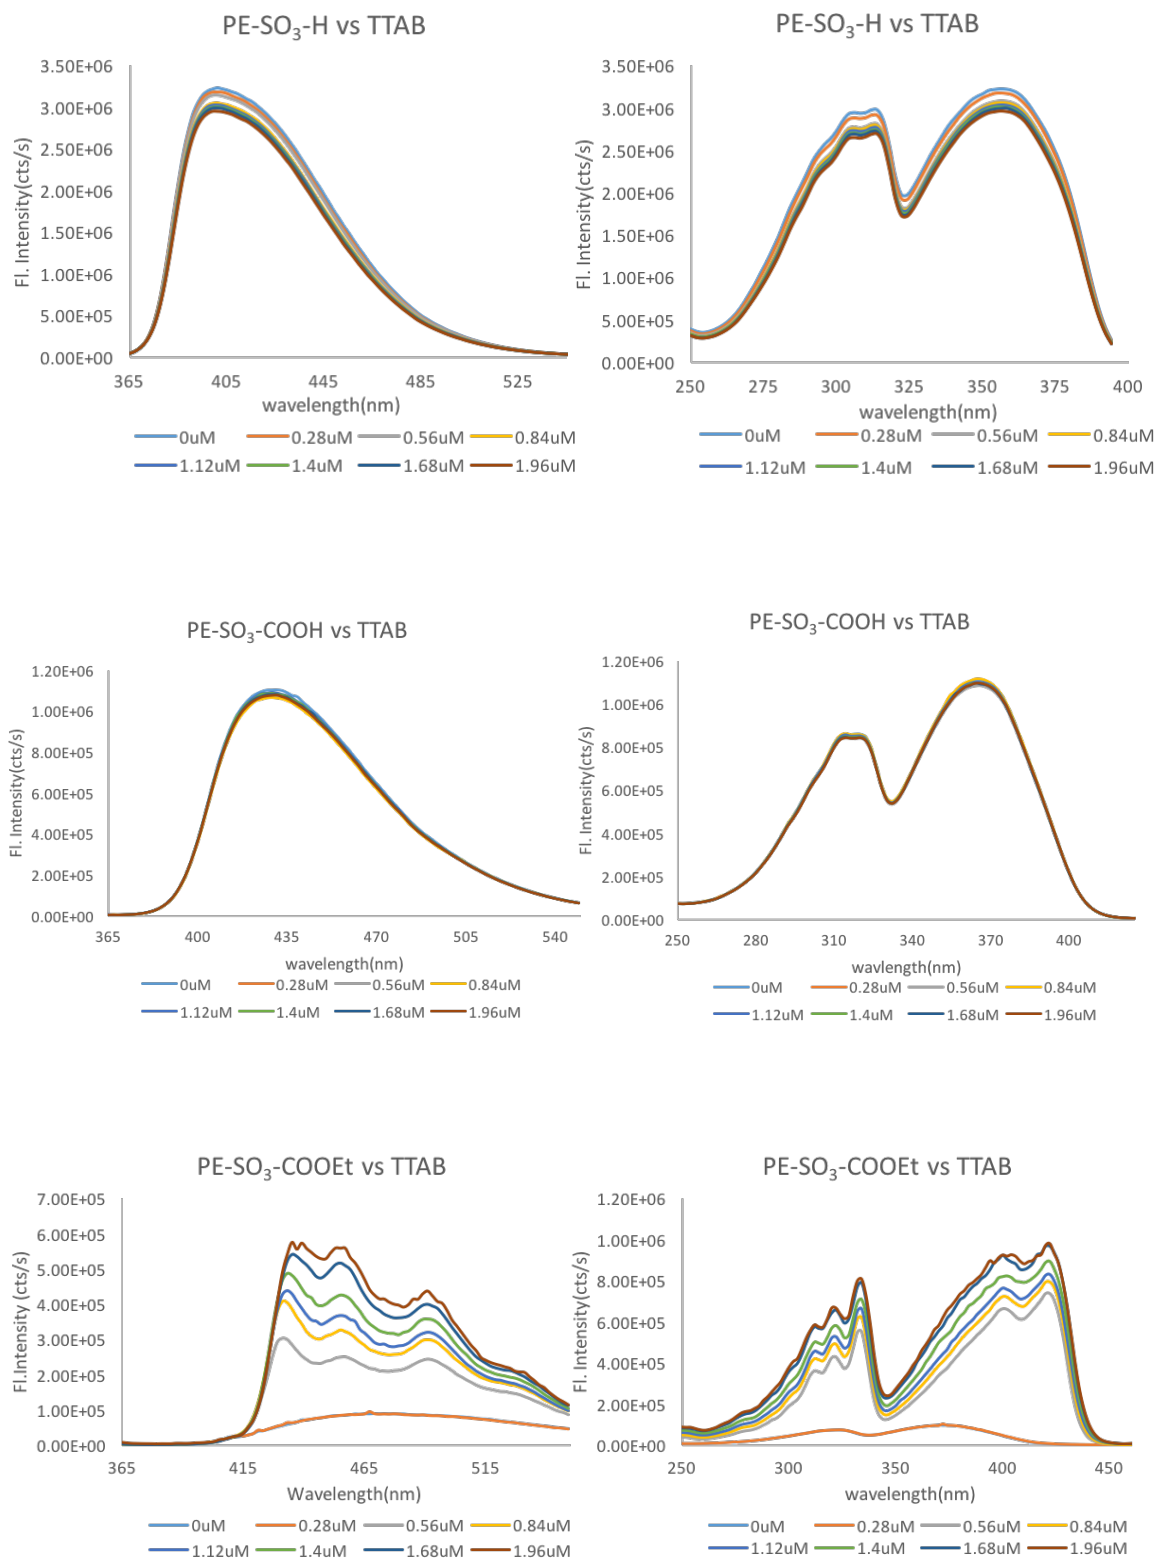 PE-SO3-H vs TTAB
Fl. Intensity(cts/s)
3.50E+06
3.00E+06
2.50E+06
2.00E+06
1.50E+06
1.00E+06
5.00E+05
0.00E+00
365 405 445 485 525
wavelength(nm)
0uM 0.28uM 0.56uM 0.84uM
1.12uM 1.4uM 1.68uM 1.96uM
PE-SO3-H vs TTAB
Fl. Intensity(cts/s)
3.50E+06
3.00E+06
2.50E+06
2.00E+06
1.50E+06
1.00E+06
5.00E+05
0.00E+00
250 275 300 325 350 375 400
wavelength(nm)
0uM 0.28uM 0.56uM 0.84uM
1.12uM 1.4uM 1.68uM 1.96uM
PE-SO3-COOH vs TTAB
Fl. Intensity(cts/s)
1.20E+06
1.00E+06
8.00E+05
6.00E+05
4.00E+05
2.00E+05
0.00E+00
365 400 435 470 505 540
wavelength(nm)
0uM 0.28uM 0.56uM 0.84uM
1.12uM 1.4uM 1.68uM 1.96uM
PE-SO3-COOH vs TTAB
Fl. Intensity(cts/s)
1.20E+06
1.00E+06
8.00E+05
6.00E+05
4.00E+05
2.00E+05
0.00E+00
250 280 310 340 370 400
wavelength(nm)
0uM 0.28uM 0.56uM 0.84uM
1.12uM 1.4uM 1.68uM 1.96uM
PE-SO3-COOEt vs TTAB
Fl.Intensity (cts/s)
7.00E+05
6.00E+05
5.00E+05
4.00E+05
3.00E+05
2.00E+05
1.00E+05
0.00E+00
365 415 465 515
Wavelength(nm)
0uM 0.28uM 0.56uM 0.84uM
1.12uM 1.4uM 1.68uM 1.96uM
PE-SO3-COOEt vs TTAB
Fl. Intensity(cts/s)
1.20E+06
1.00E+06
8.00E+05
6.00E+05
4.00E+05
2.00E+05
0.00E+00
250 300 350 400 450
wavelength(nm)
0uM 0.28uM 0.56uM 0.84uM
1.12uM 1.4uM 1.68uM 1.96uM